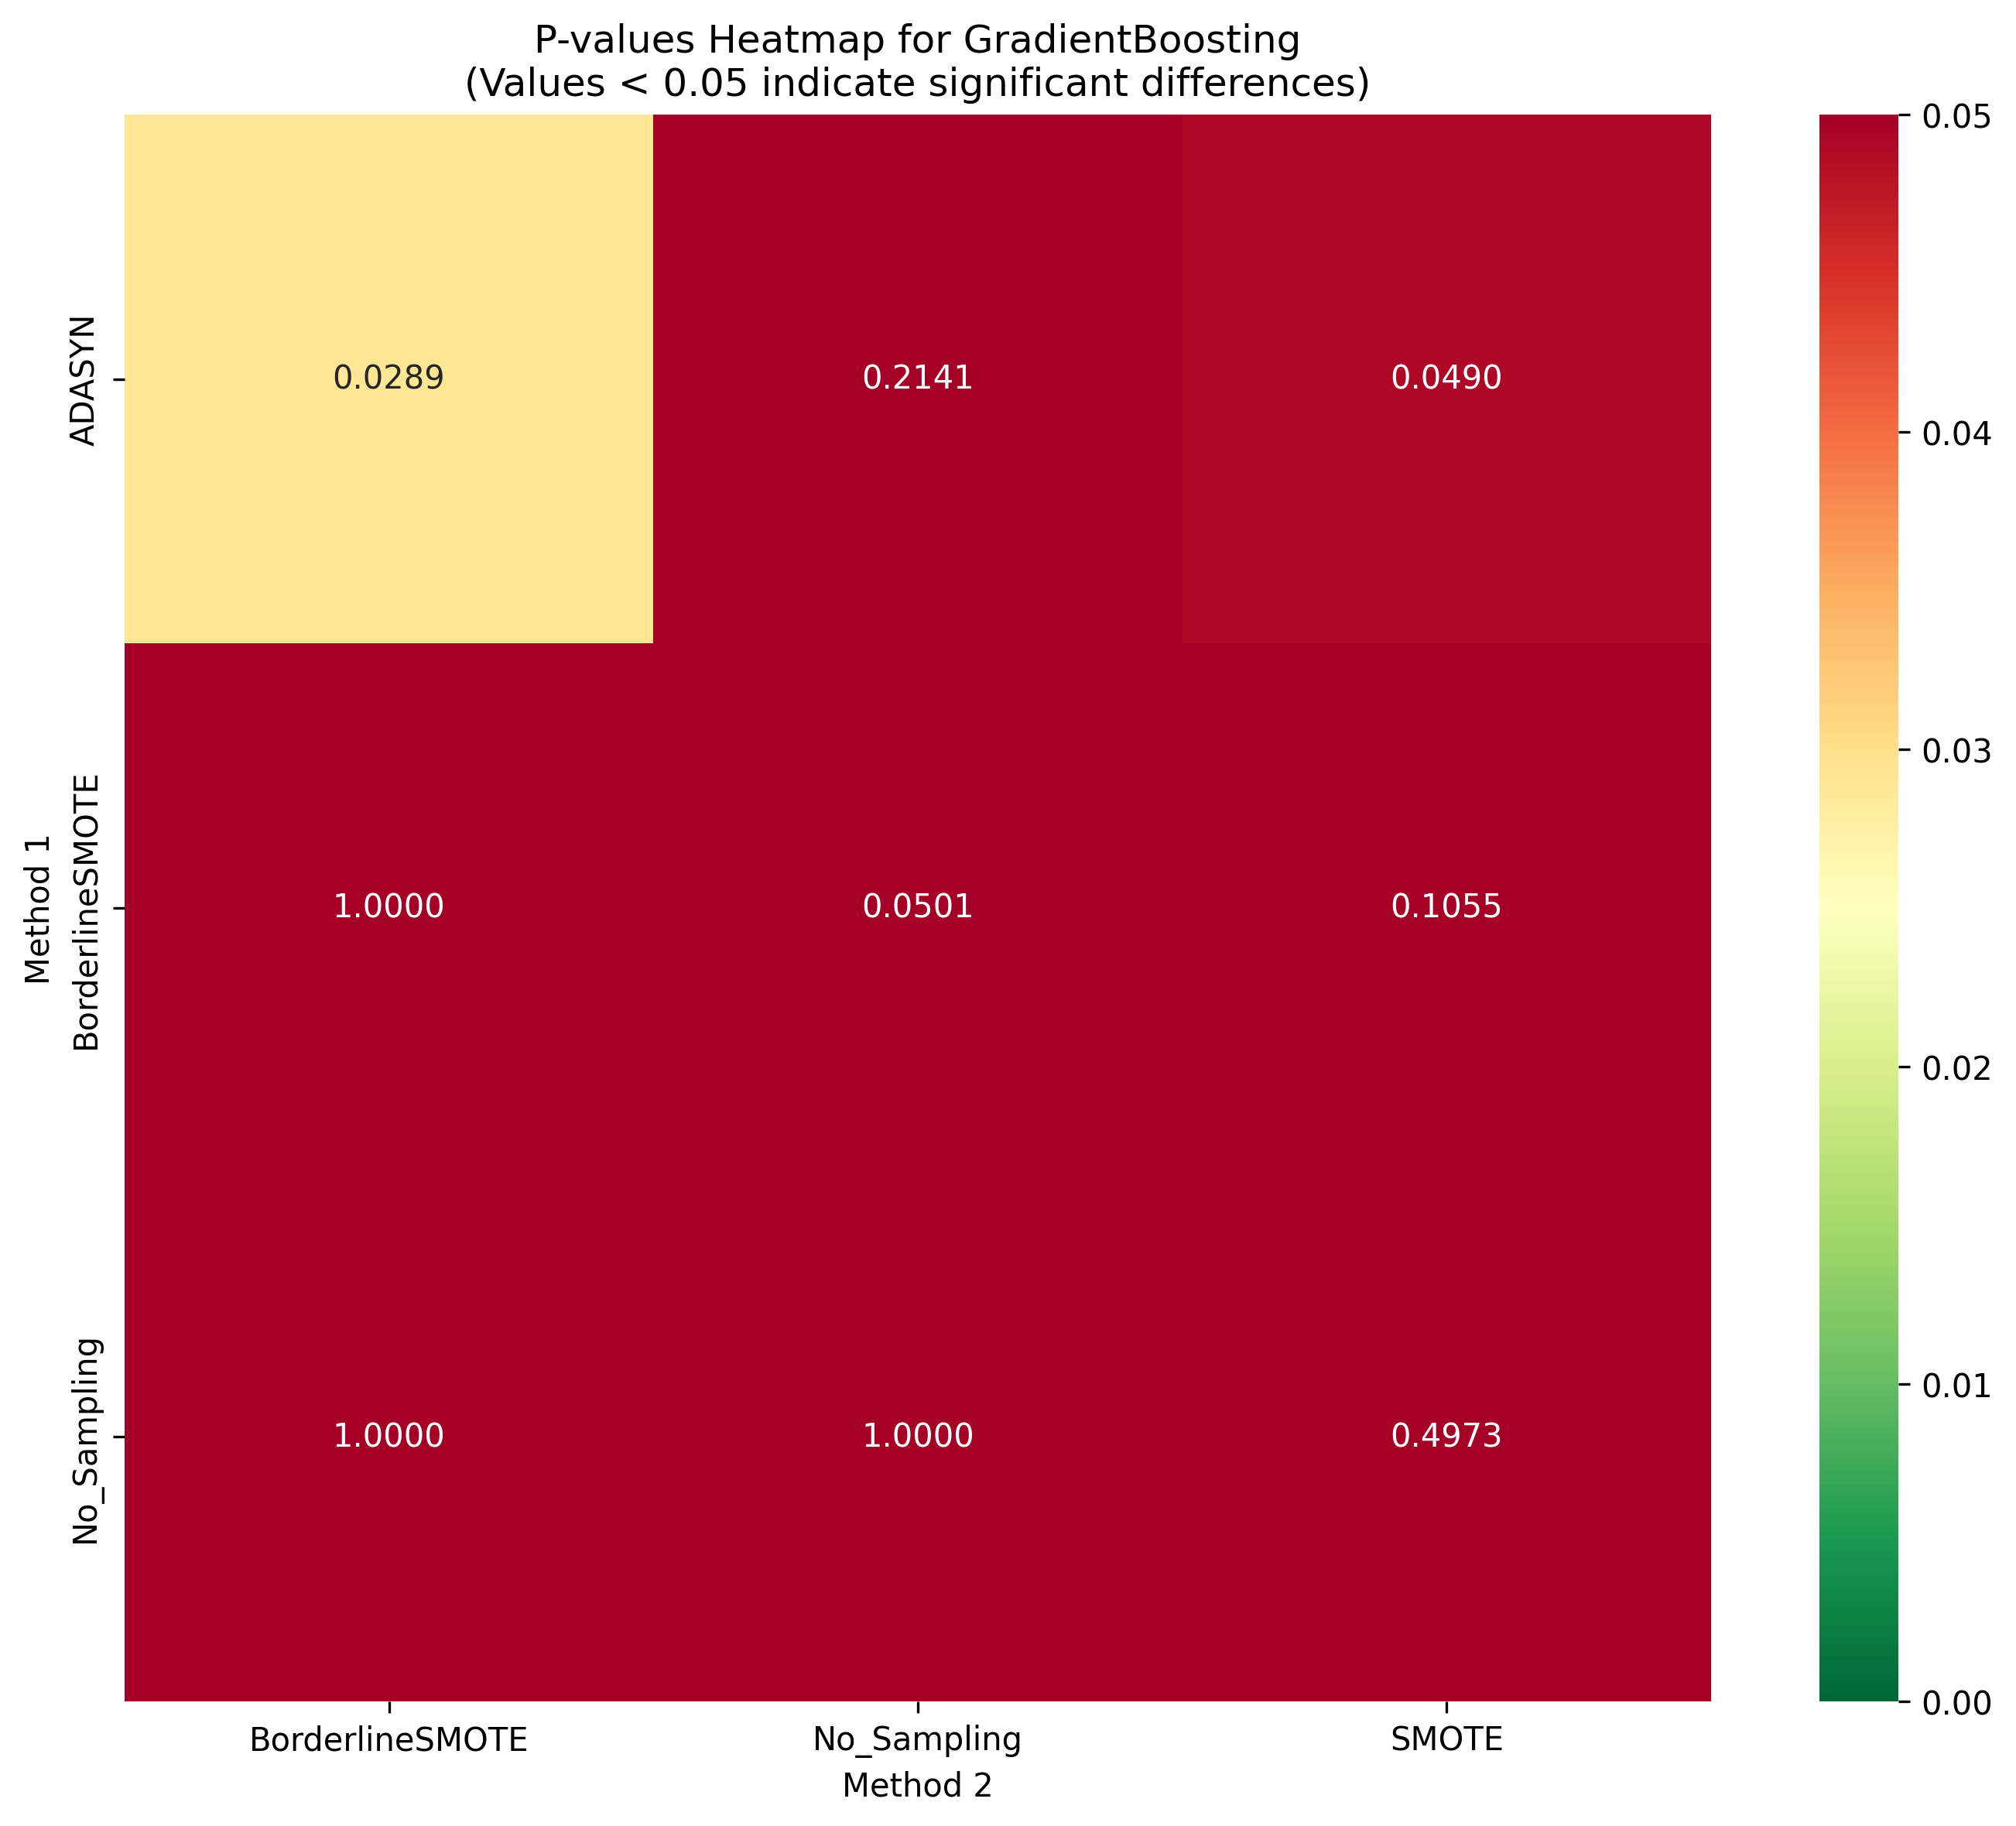 P-values Heatmap for GradientBoosting
(Values < 0.05 indicate significant differences)
Method 1
ADASYN
0.0289
0.2141
0.0490
BorderlineSMOTE
1.0000
0.0501
0.1055
No_Sampling
1.0000
1.0000
0.4973
BorderlineSMOTE
No_Sampling
SMOTE
Method 2
0.05
0.04
0.03
0.02
0.01
0.00